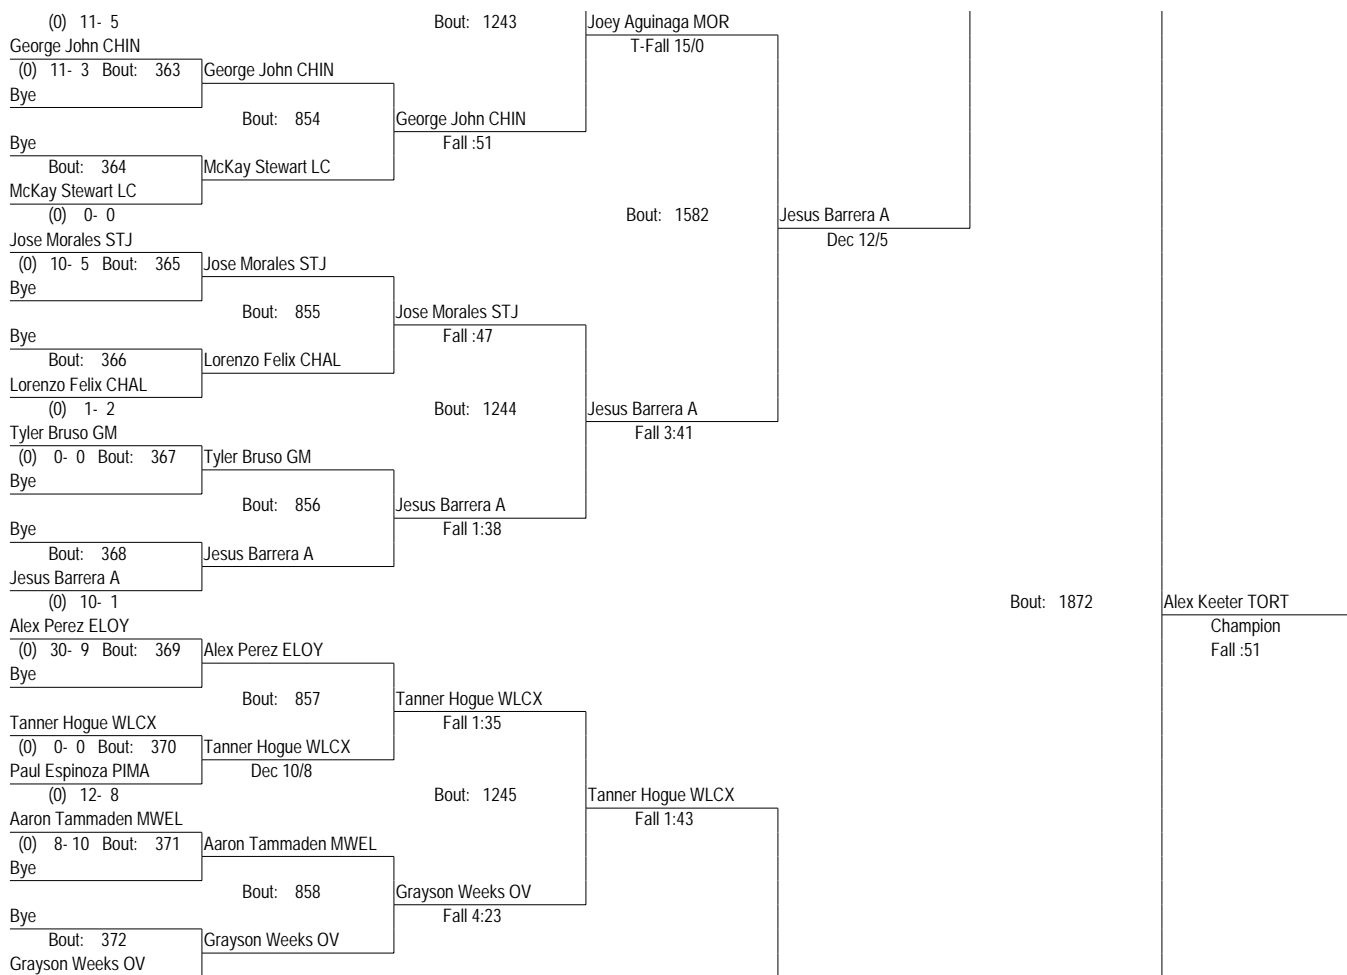 (0) 11- 5 Bout: 1243 Joey Aguinaga MOR
George John CHIN T-Fall 15/0
(0) 11- 3 Bout: 363 George John CHIN
Bye
Bout: 854 George John CHIN
Bye Fall :51
Bout: 364 McKay Stewart LC
McKay Stewart LC
(0) 0- 0 Bout: 1582 Jesus Barrera A
Jose Morales STJ Dec 12/5
(0) 10- 5 Bout: 365 Jose Morales STJ
Bye
Bout: 855 Jose Morales STJ
Bye Fall :47
Bout: 366 Lorenzo Felix CHAL
Lorenzo Felix CHAL
(0) 1- 2 Bout: 1244 Jesus Barrera A
Tyler Bruso GM Fall 3:41
(0) 0- 0 Bout: 367 Tyler Bruso GM
Bye
Bout: 856 Jesus Barrera A
Bye Fall 1:38
Bout: 368 Jesus Barrera A
Jesus Barrera A
(0) 10- 1 Bout: 1872 Alex Keeter TORT
Alex Perez ELOY Champion
(0) 30- 9 Bout: 369 Alex Perez ELOY Fall :51
Bye
Bout: 857 Tanner Hogue WLCX
Tanner Hogue WLCX Fall 1:35
(0) 0- 0 Bout: 370 Tanner Hogue WLCX
Paul Espinoza PIMA Dec 10/8
(0) 12- 8 Bout: 1245 Tanner Hogue WLCX
Aaron Tammaden MWEL Fall 1:43
(0) 8- 10 Bout: 371 Aaron Tammaden MWEL
Bye
Bout: 858 Grayson Weeks OV
Bye Fall 4:23
Bout: 372 Grayson Weeks OV
Grayson Weeks OV